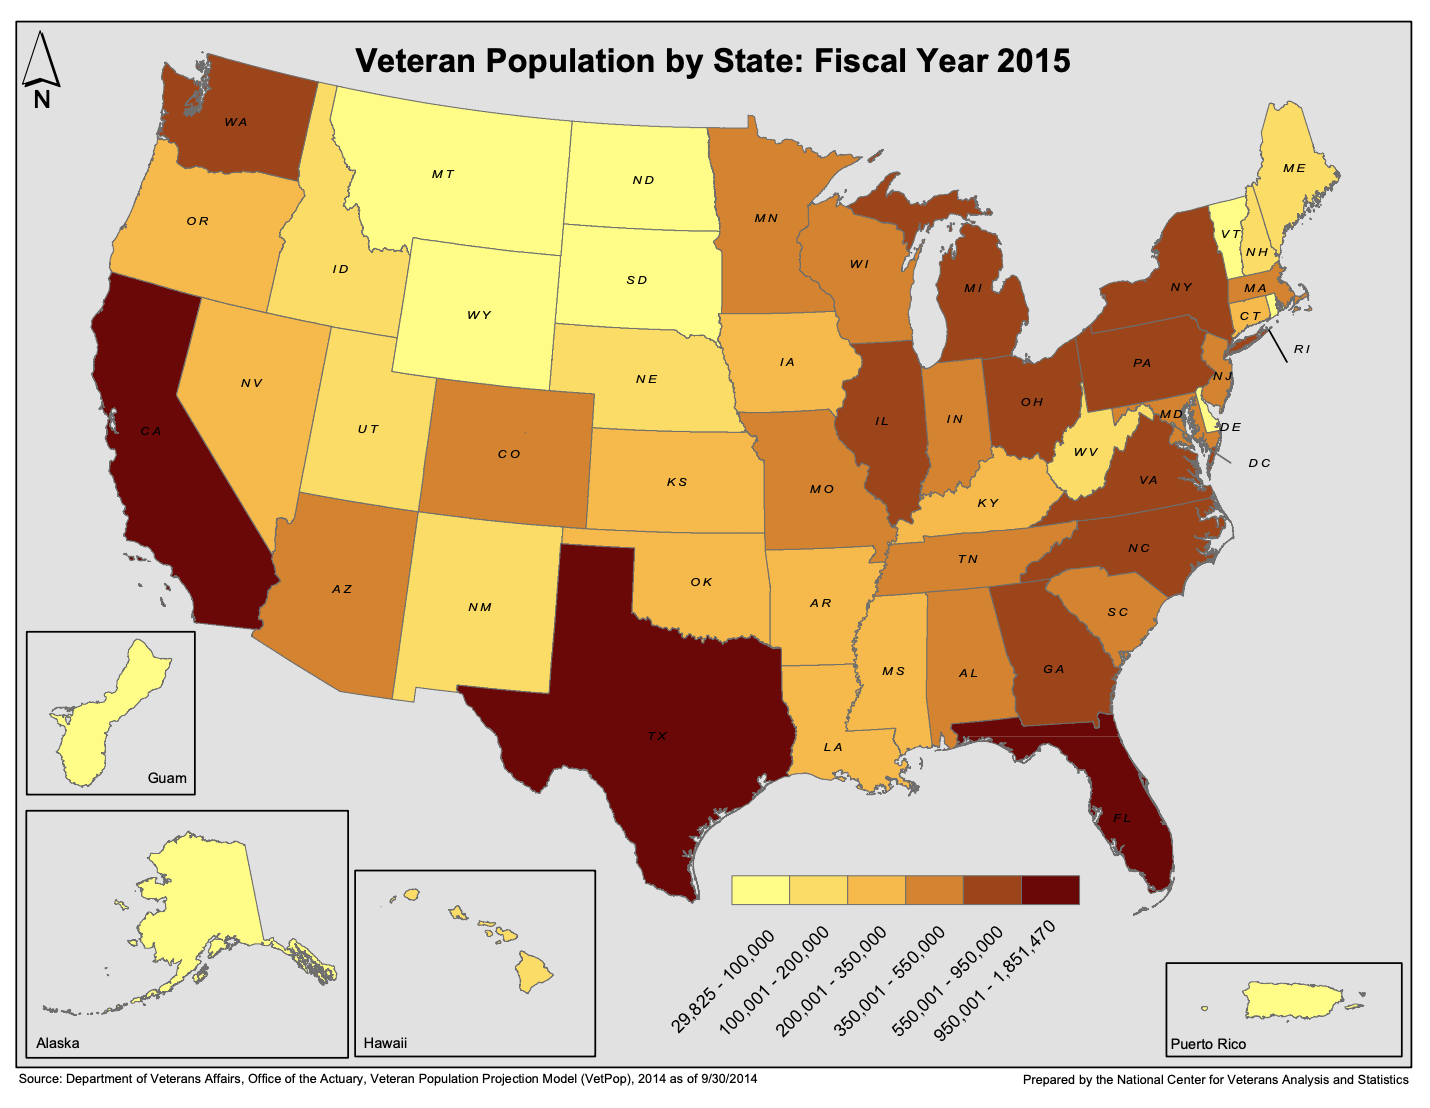 Veteran Population by State: Fiscal Year 2015
N
WA
MT
ND
MN
ME
OR
VT
NH
ID
SD
WI
MI
NY
MA
WY
CT
RI
IA
PA
NV
NE
NJ
OH
UT
CA
CO
IL
IN
MD
DE
WV
DC
KS
MO
VA
KY
NC
TN
AZ
NM
OK
AR
SC
MS
AL
GA
TX
LA
FL
Guam
Alaska
Hawaii
29,825 - 100,000
100,001 - 200,000
200,001 - 350,000
350,001 - 550,000
550,001 - 950,000
950,001 - 1,851,470
Puerto Rico
Source: Department of Veterans Affairs, Office of the Actuary, Veteran Population Projection Model (VetPop), 2014 as of 9/30/2014
Prepared by the National Center for Veterans Analysis and Statistics